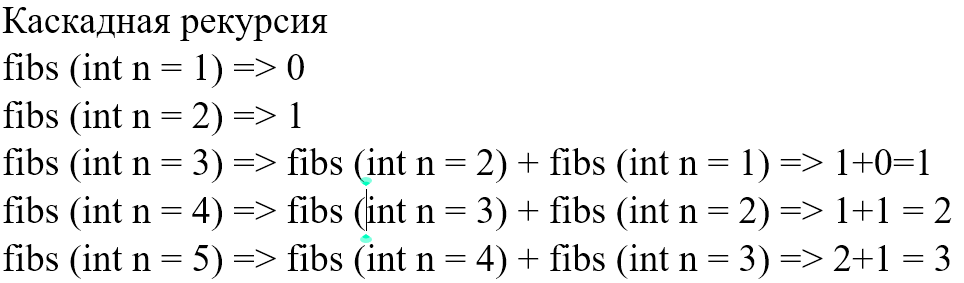 Каскадная рекурсия
fibs (int n = 1) => 0
fibs (int n = 2) => 1
fibs (int n = 3) => fibs (int n = 2) + fibs (int n = 1) => 1+0=1
fibs (int n = 4) => fibs (int n = 3) + fibs (int n = 2) => 1+1 = 2
fibs (int n = 5) => fibs (int n = 4) + fibs (int n = 3) => 2+1 = 3